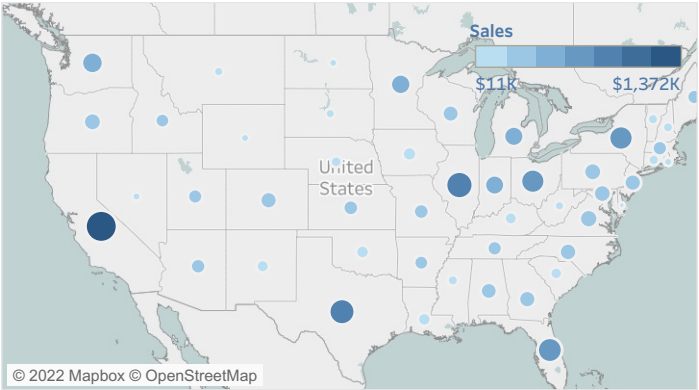 Sales
$11K $1,372K
United
States
© 2022 Mapbox © OpenStreetMap